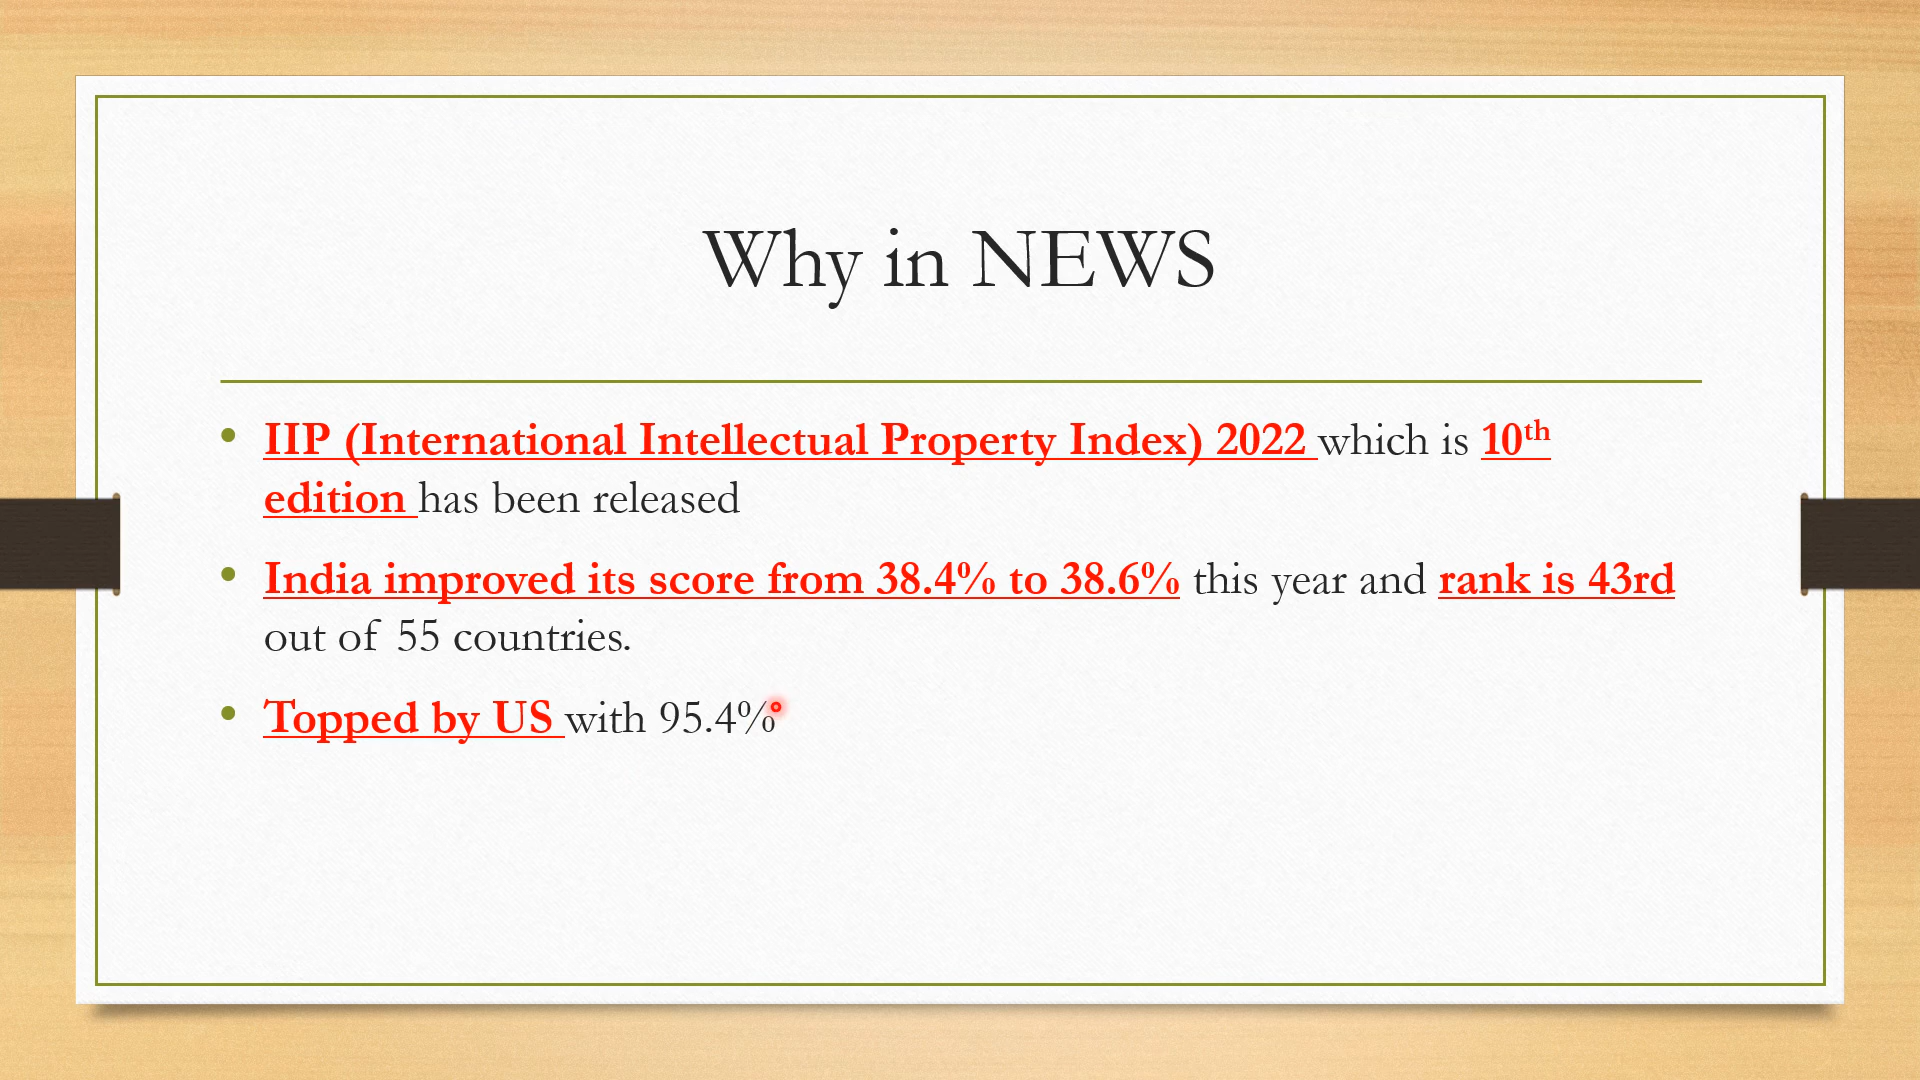 Why in NEWS
• IIP (International Intellectual Property Index) 2022 which is 10th
edition has been released
• India improved its score from 38.4% to 38.6% this year and rank is 43rd
out of 55 countries.
• Topped by US with 95.4%